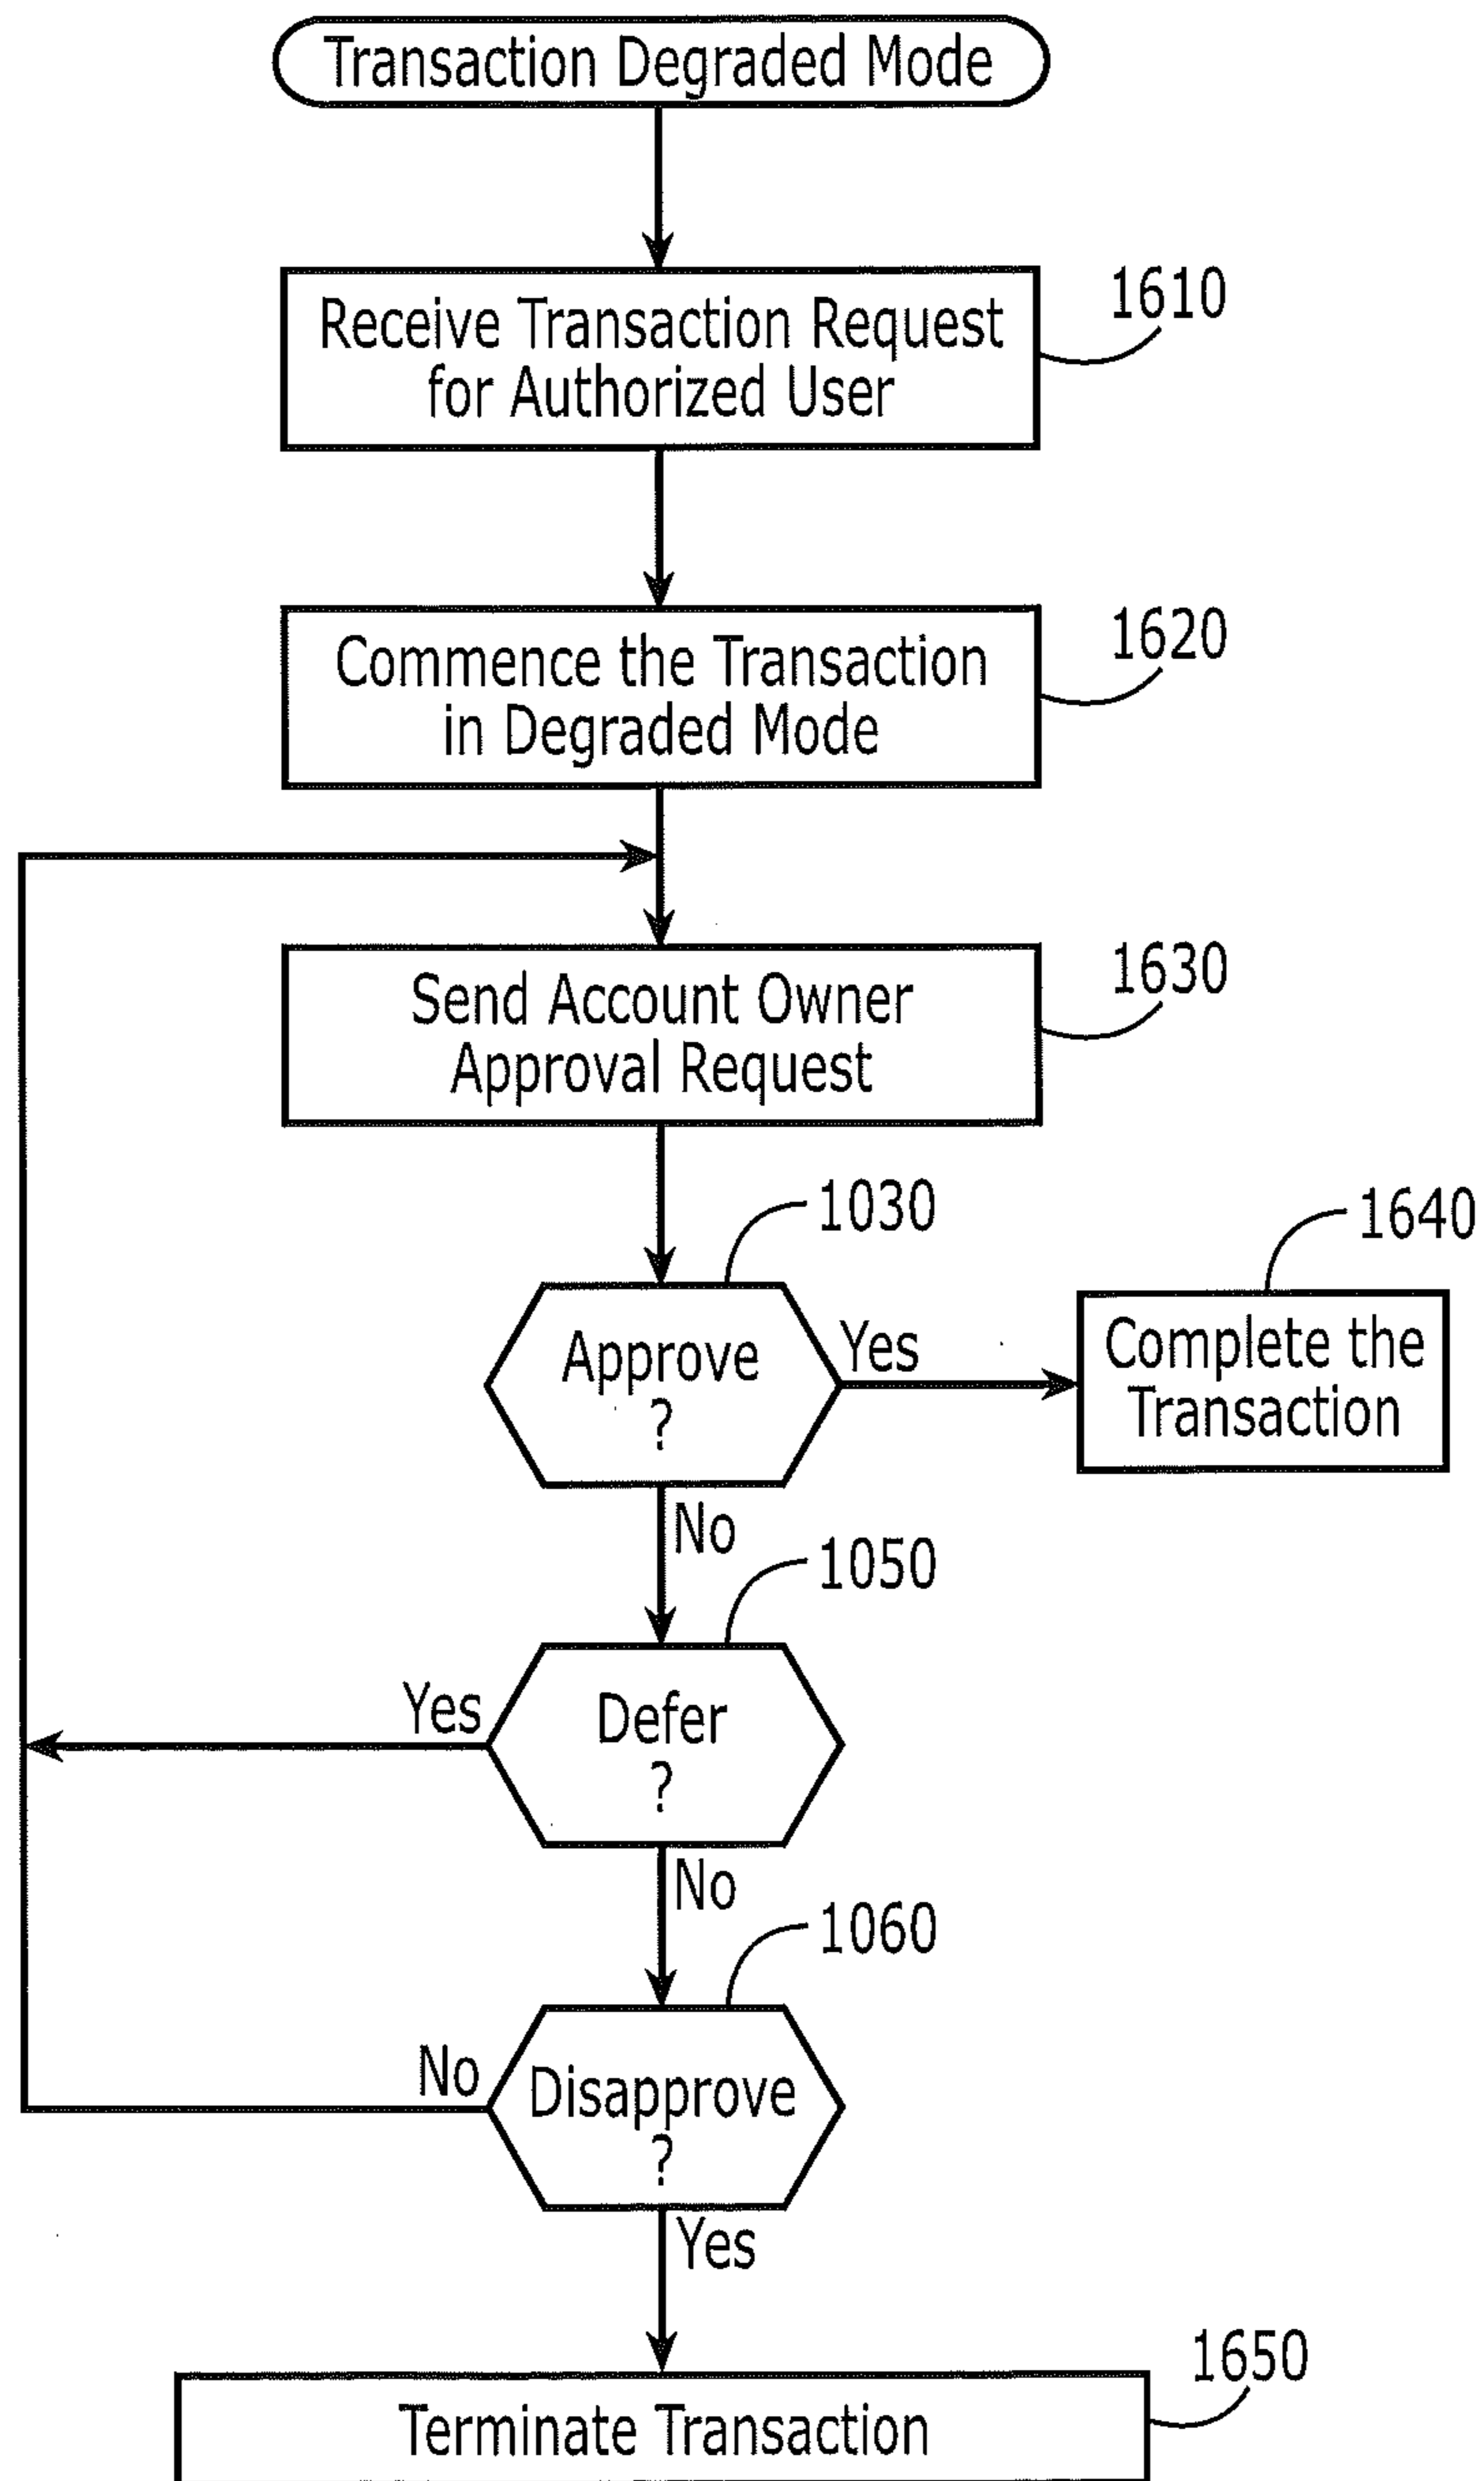 Transaction Degraded Mode
Receive Transaction Request
for Authorized User
1610
Commence the Transaction
in Degraded Mode
1620
Send Account Owner
Approval Request
1630
1030
1640
Approve
?
Yes
Complete the
Transaction
No
1050
Defer
?
Yes
No
1060
Disapprove
?
No
Yes
1650
Terminate Transaction